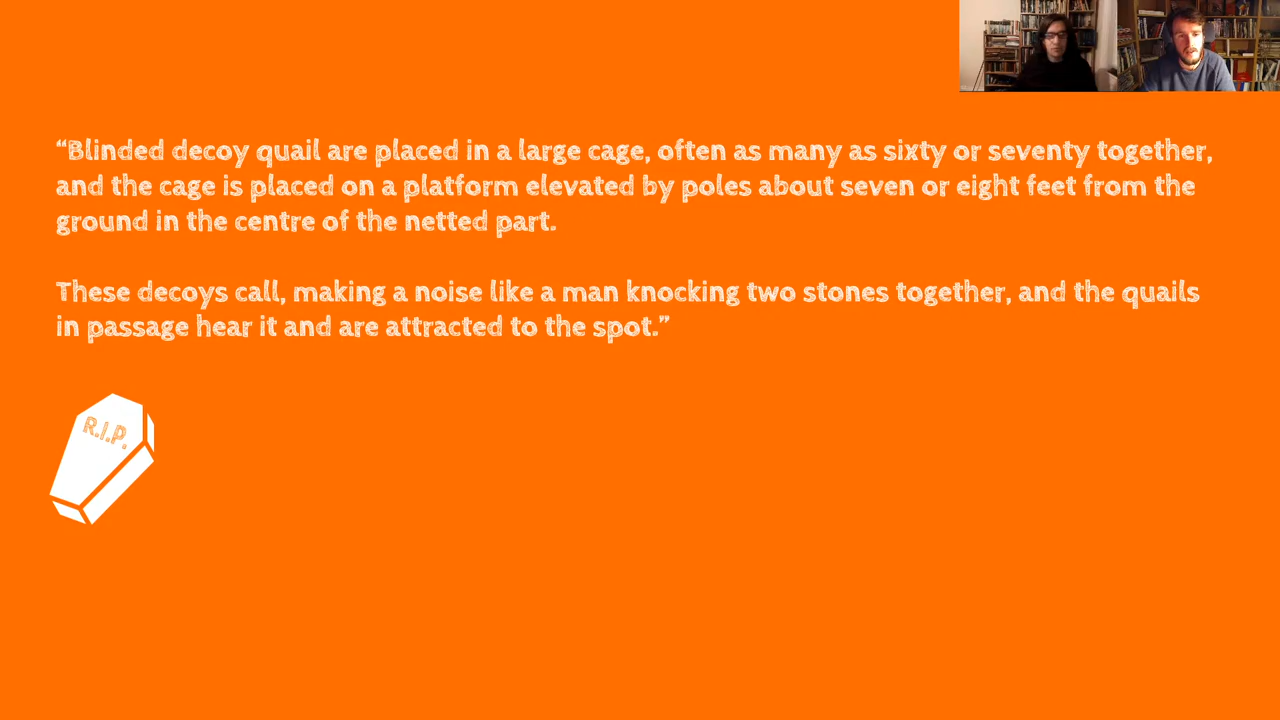 “Blinded decoy quail are placed in a large cage, often as many as sixty or seventy together,
and the cage is placed on a platform elevated by poles about seven or eight feet from the
ground in the centre of the netted part.
These decoys call, making a noise like a man knocking two stones together, and the quails
in passage hear it and are attracted to the spot.”
R.I.P.